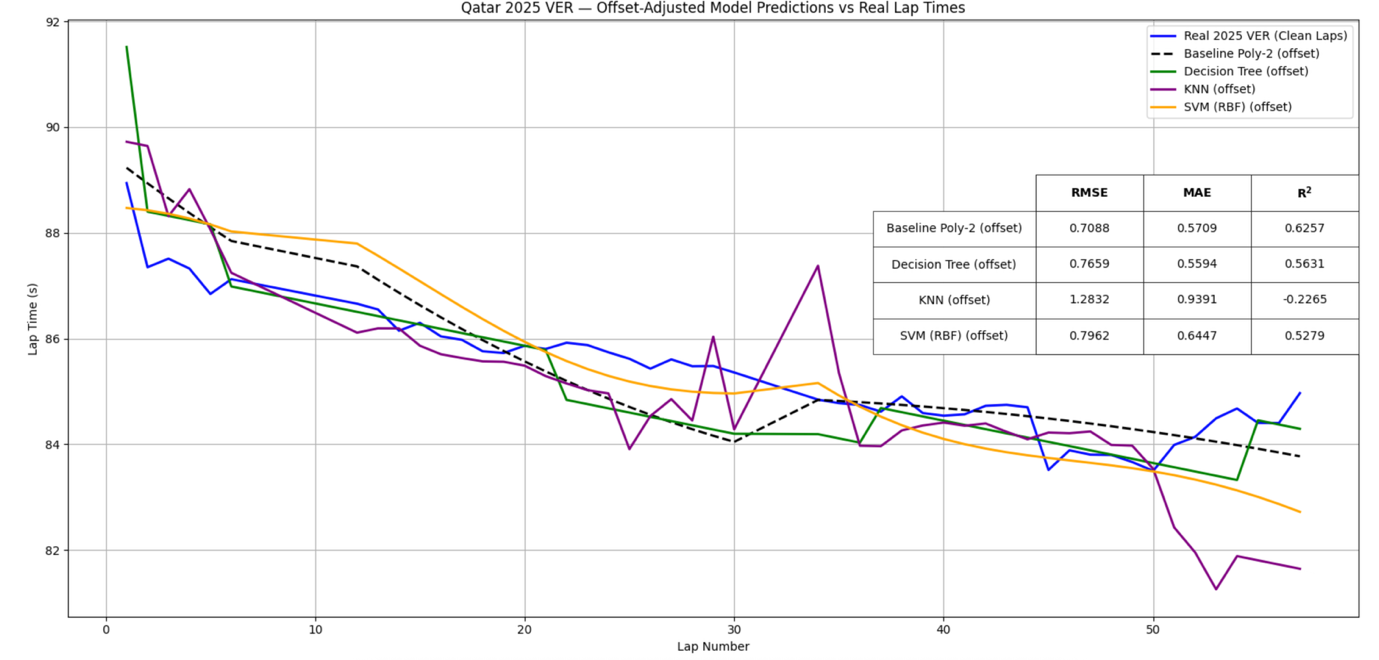 Qatar 2025 VER — Offset-Adjusted Model Predictions vs Real Lap Times
92
90
88
86
84
82
Lap Time (s)
Real 2025 VER (Clean Laps)
Baseline Poly-2 (offset)
Decision Tree (offset)
KNN (offset)
SVM (RBF) (offset)
RMSE MAE R²
Baseline Poly-2 (offset) 0.7088 0.5709 0.6257
Decision Tree (offset) 0.7659 0.5594 0.5631
KNN (offset) 1.2832 0.9391 -0.2265
SVM (RBF) (offset) 0.7962 0.6447 0.5279
0 10 20 30 40 50
Lap Number